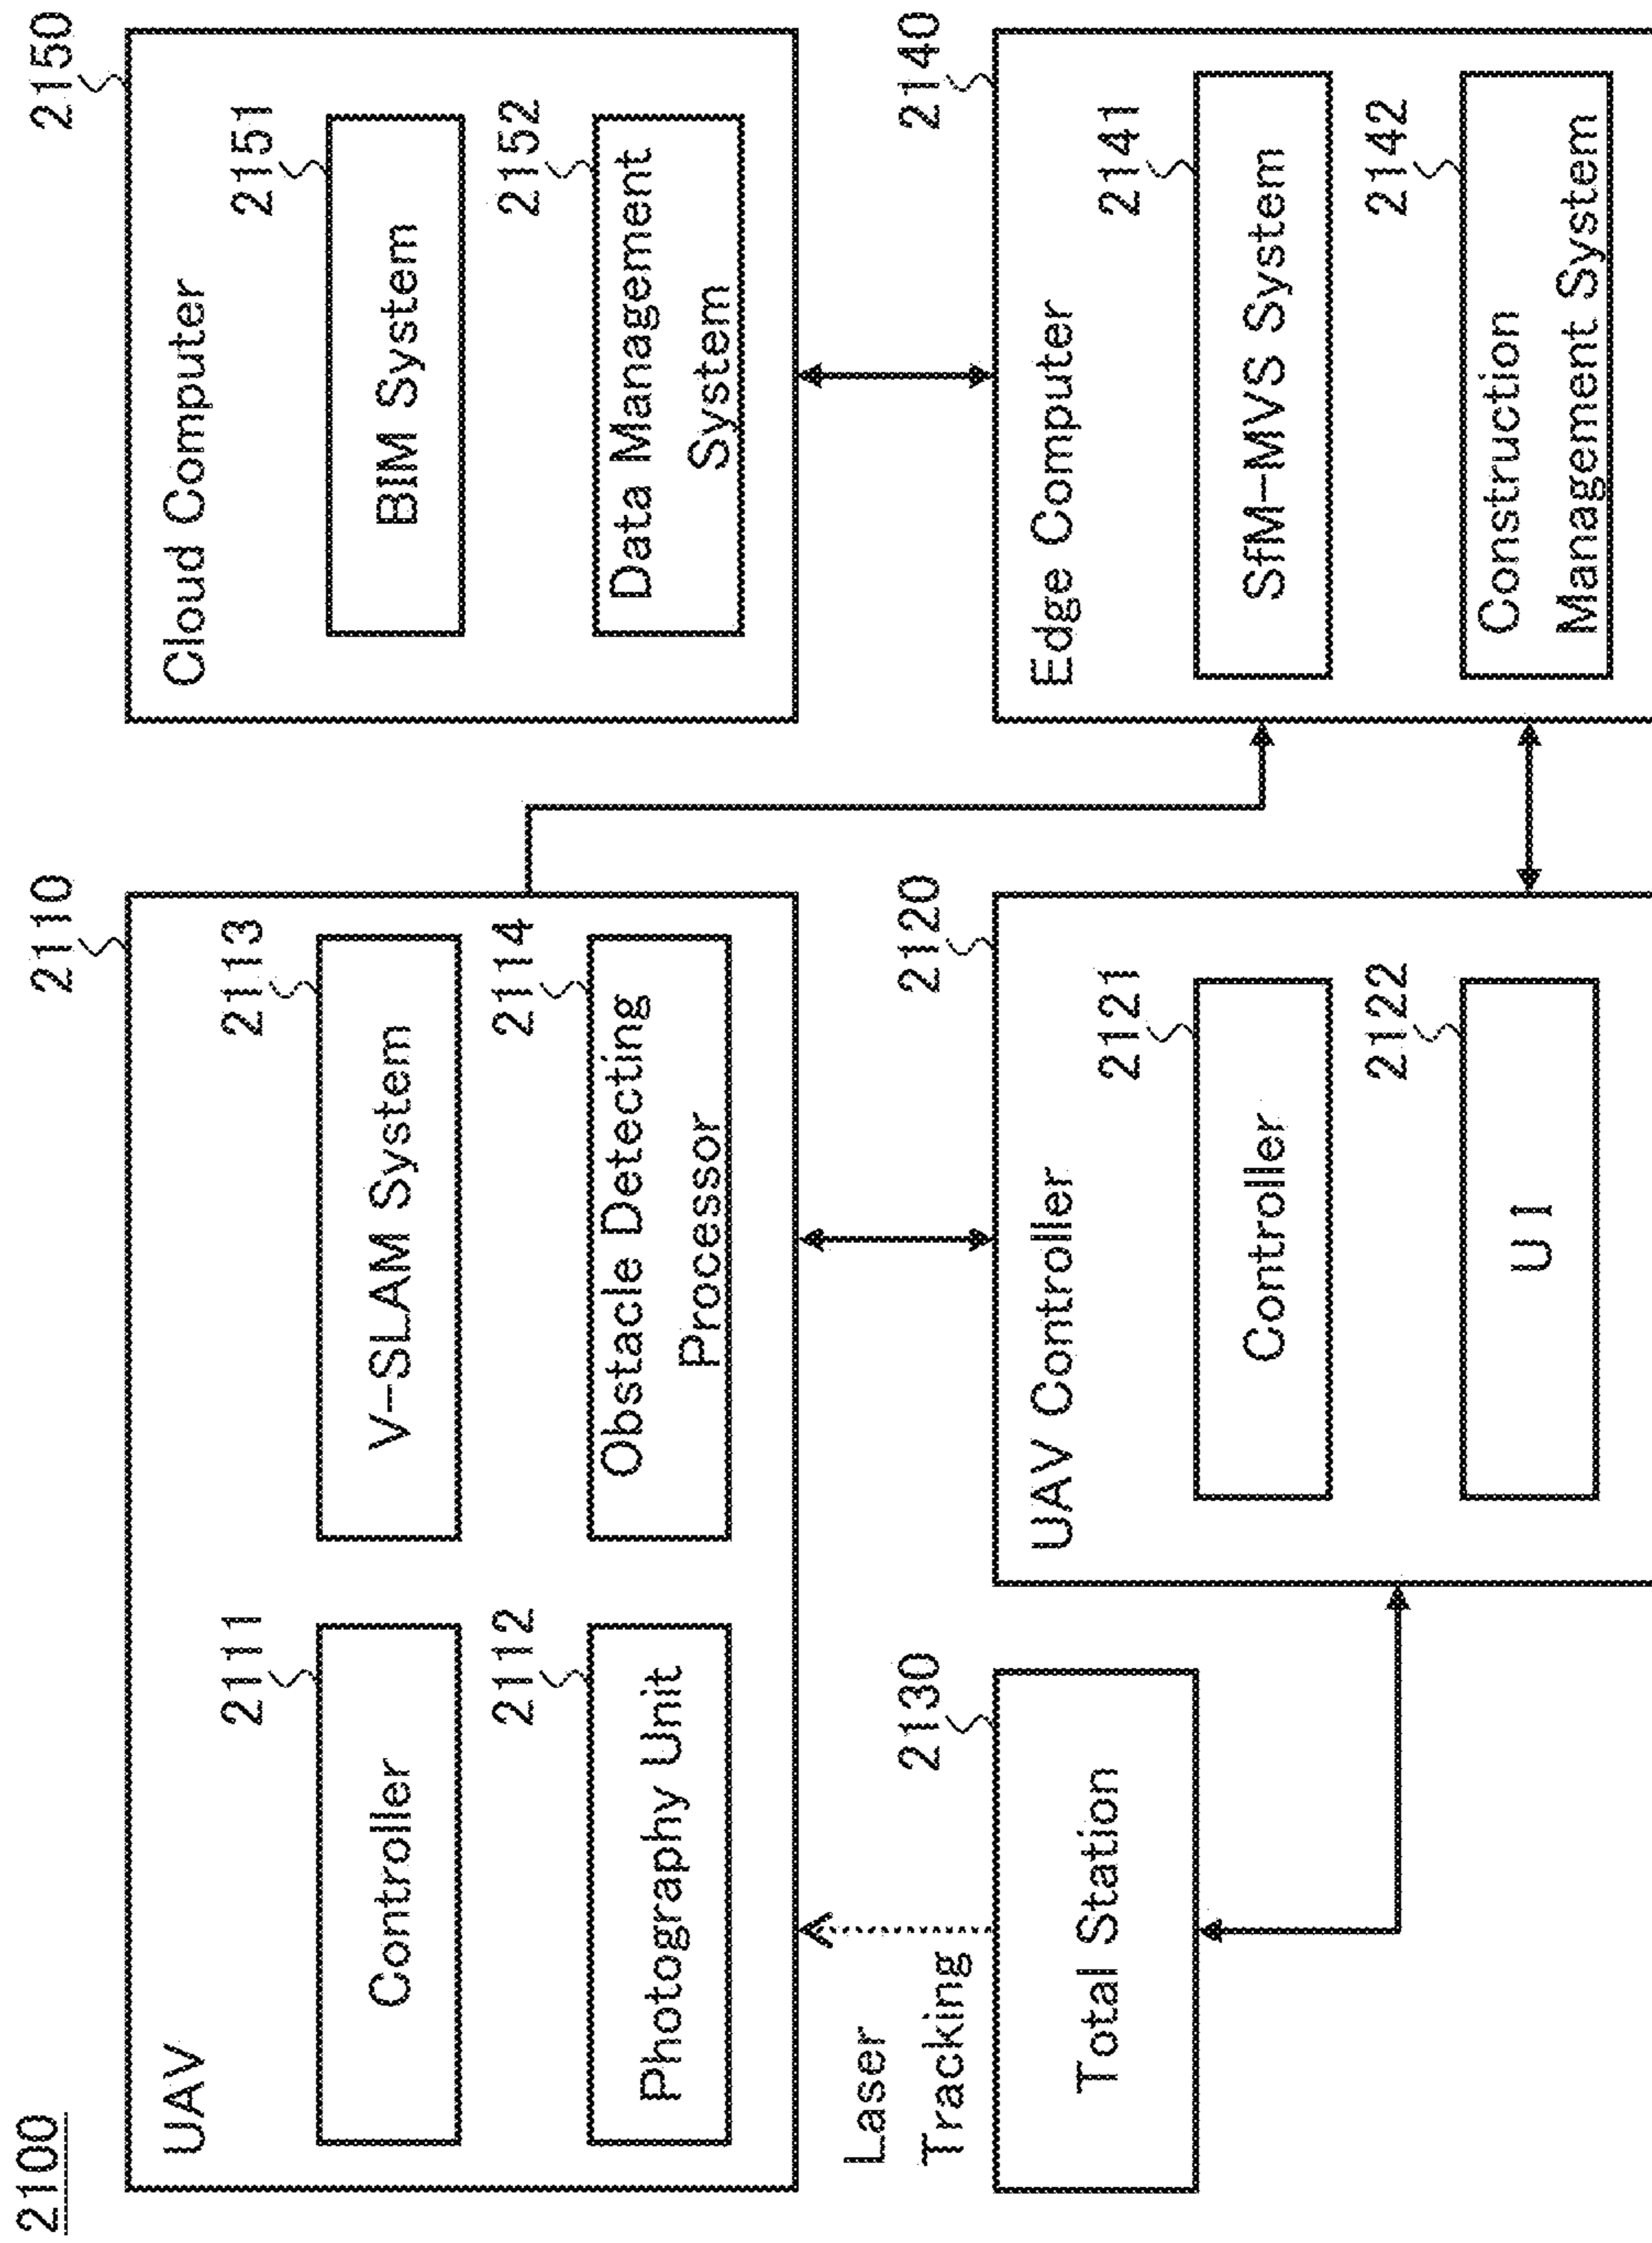 2100
2110
UAV
2111
Controller
2112
Photography Unit
2113
V-SLAM System
2114
Obstacle Detecting
Processor
2150
Cloud Computer
2151
BIM System
2152
Data Management
System
Laser
Tracking
2130
Total Station
2120
UAV Controller
2121
Controller
2122
UI
2140
Edge Computer
2141
SfM-MVS System
2142
Construction
Management System